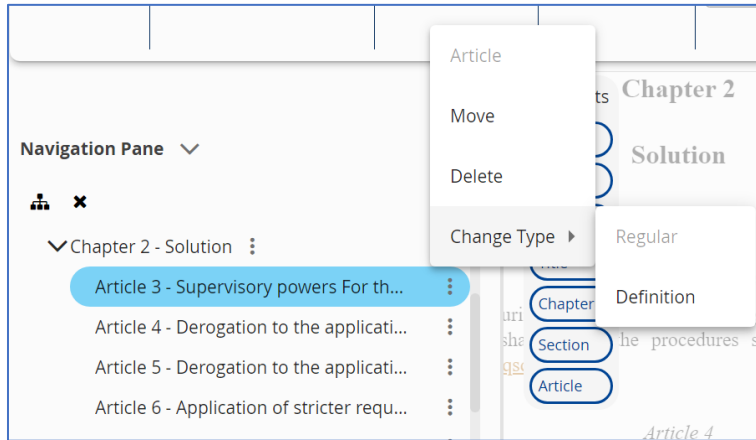 Article
Move
Delete
Change Type
Regular
Definition
Navigation Pane
Chapter 2 - Solution
Article 3 - Supervisory powers For th...
Article 4 - Derogation to the applicati...
Article 5 - Derogation to the applicati...
Article 6 - Application of stricter requ...
ts
Title
Chapter
Section
Article
Chapter 2
Solution
he procedures s
Article 4